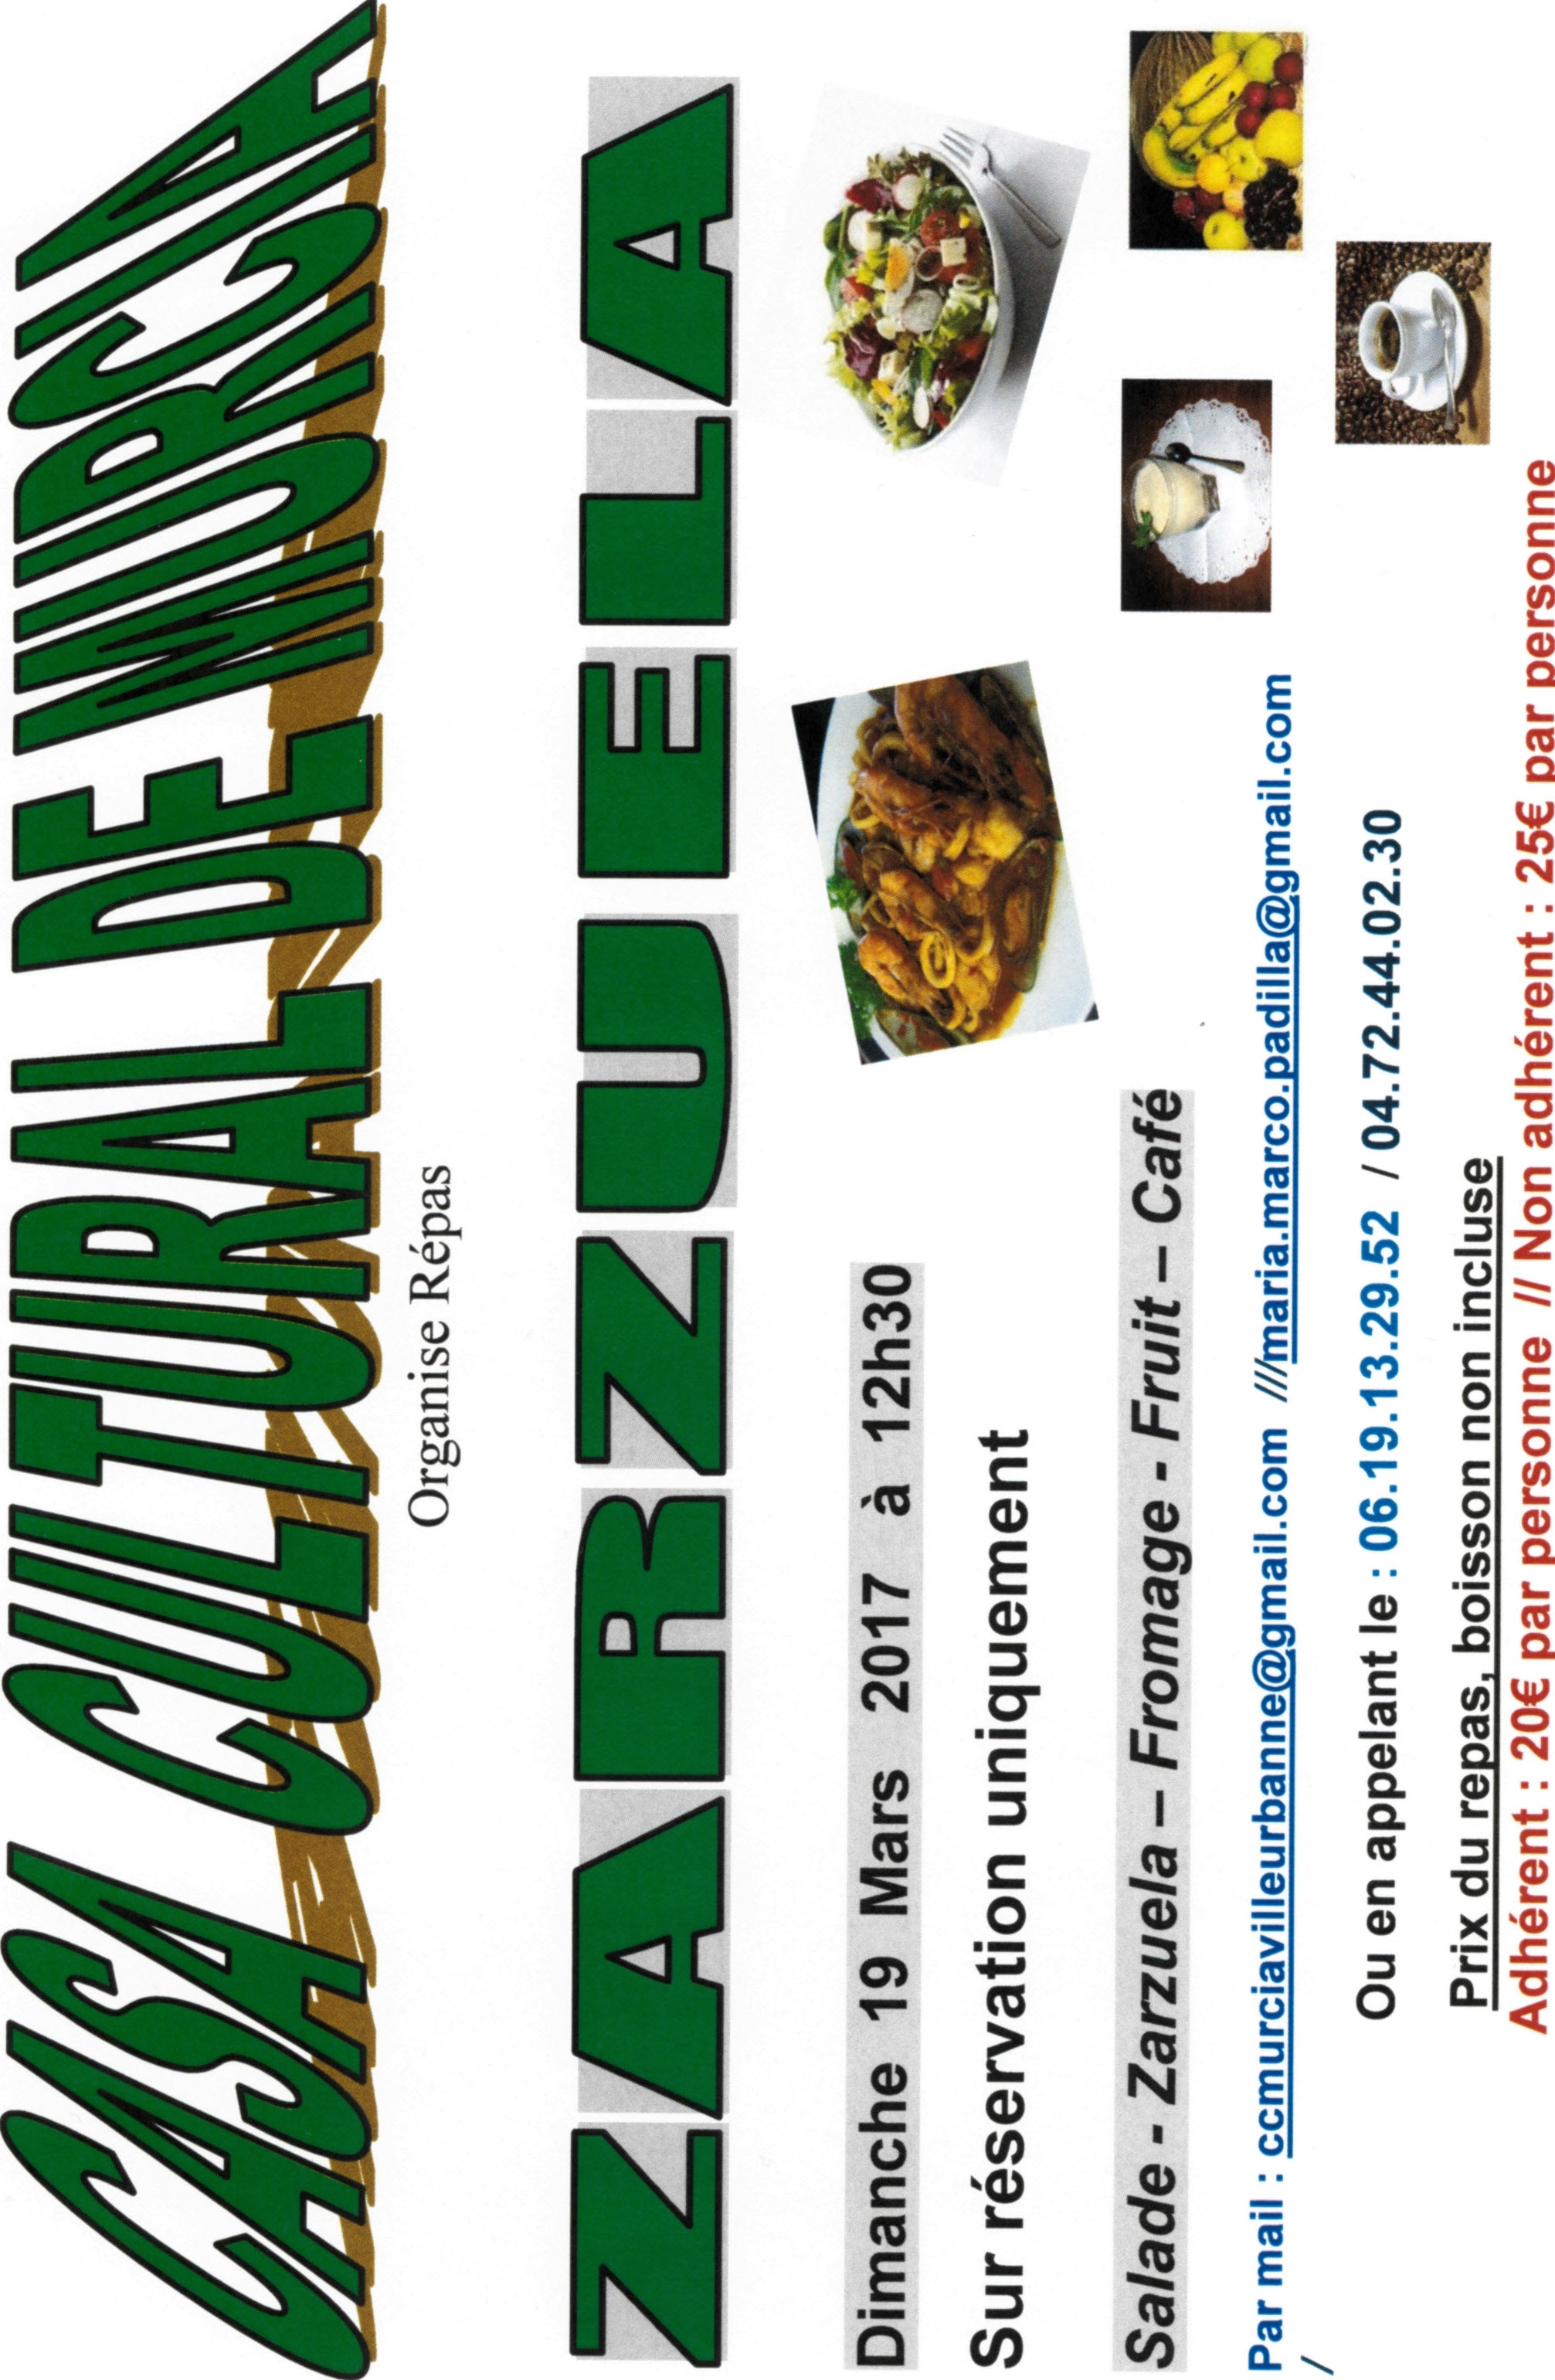 CASA CULTURAL DE MURCIA
Organise Répas
ZARZUELA
Dimanche 19 Mars 2017 à 12h30
Sur réservation uniquement
Salade - Zarzuela – Fromage - Fruit – Café
Par mail : ccmurciavilleurbanne@gmail.com ///maria.marco.padilla@gmail.com
/
Ou en appelant le : 06.19.13.29.52 / 04.72.44.02.30
Prix du repas, boisson non incluse
Adhérent : 20€ par personne // Non adhérent : 25€ par personne